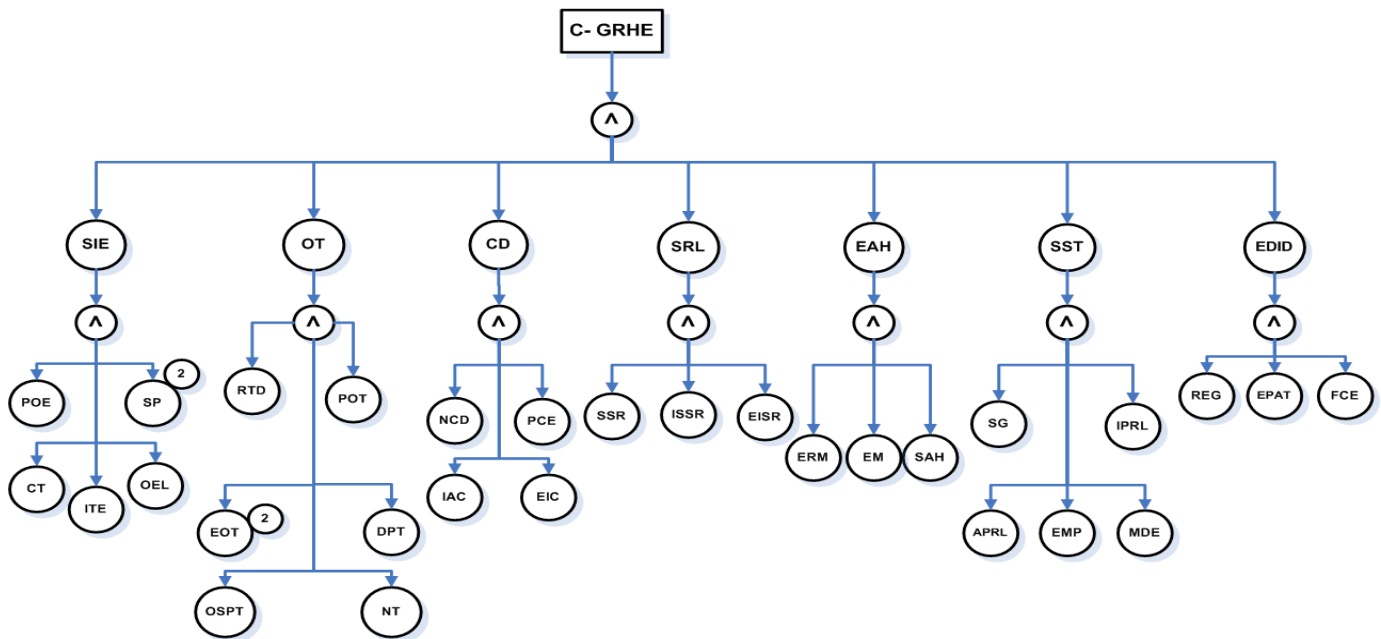 C- GRHE
^
SIE OT CD SRL EAH SST EDID
^ ^ ^ ^ ^ ^ ^
POE SP 2 RTD POT NCD PCE SSR ISSR EISR SG IPRL REG EPAT FCE
ERM EM SAH
CT ITE OEL IAC EIC
EOT 2 DPT APRL EMP MDE
OSPT NT